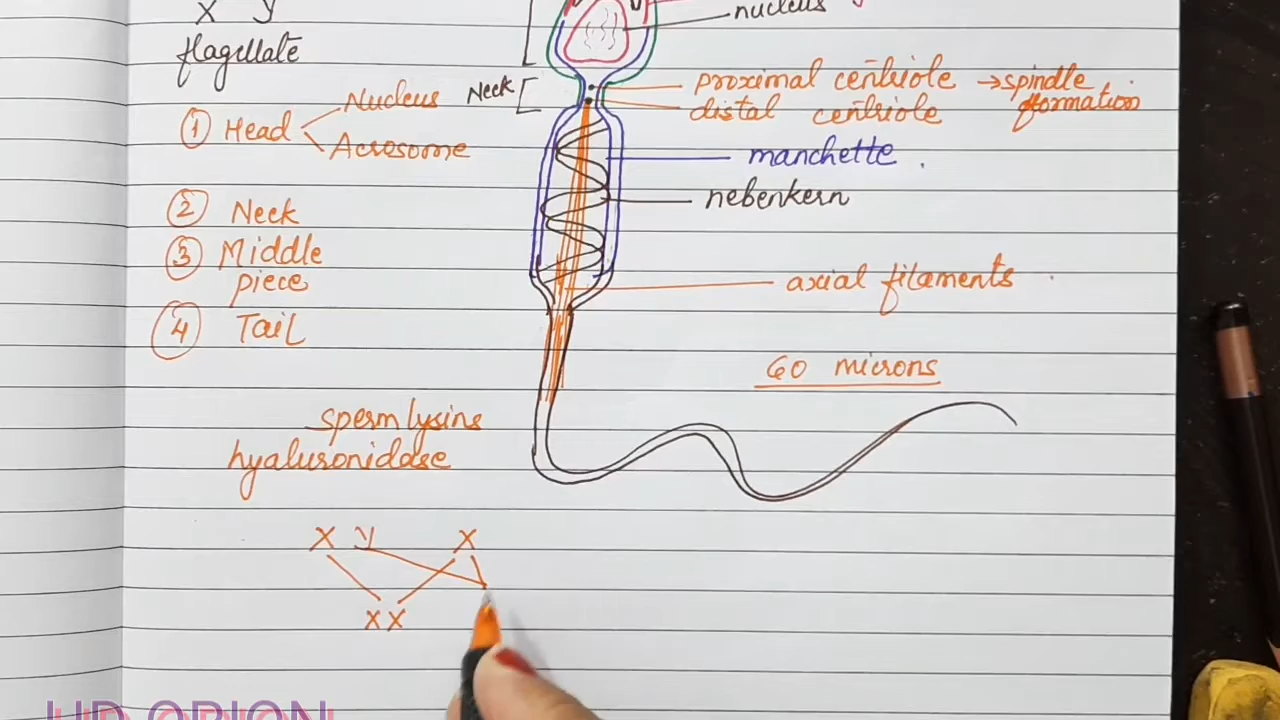 X y
nucleus
flagellate
Neck
proximal centriole → spindle formation
distal centriole
① Head
Nucleus
Acrosome
manchette .
nebenkern
② Neck
③ Middle
piece
axial filaments
④ Tail
60 microns
sperm lysins
hyaluronidase
X y X
XX